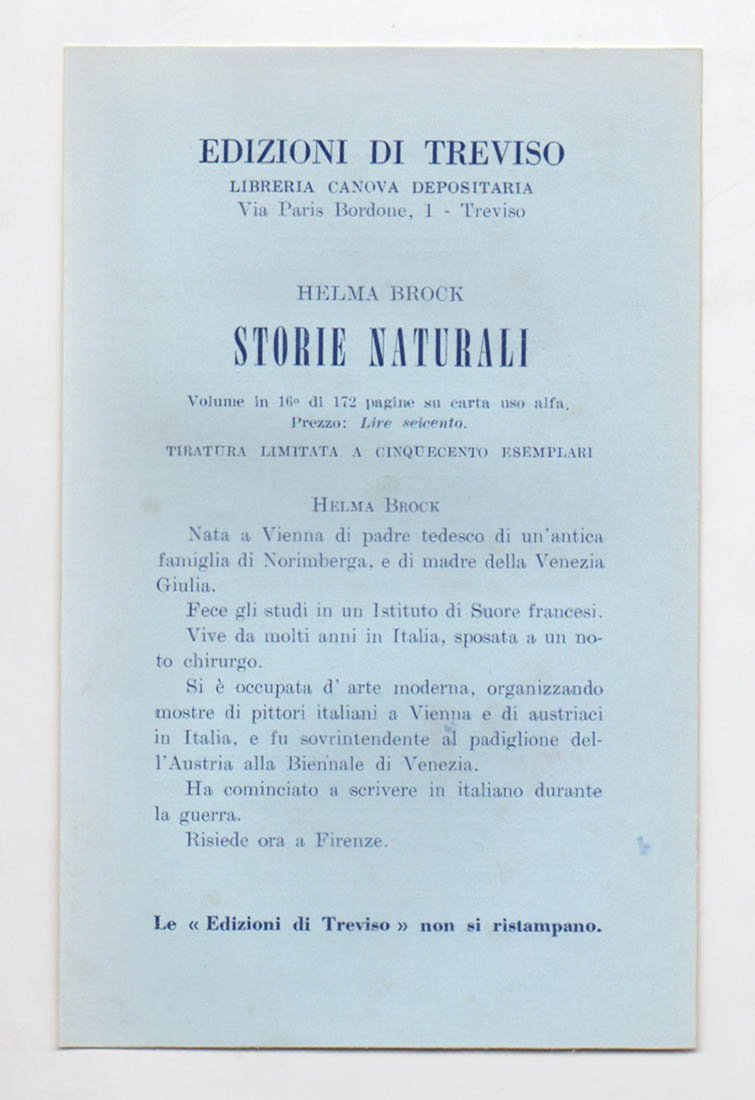 EDIZIONI DI TREVISO
LIBRERIA CANOVA DEPOSITARIA
Via Paris Bordone, 1 - Treviso
HELMA BROCK
STORIE NATURALI
Volume in 16º di 172 pagine su carta uso alfa.
Prezzo: Lire seicento.
TIRATURA LIMITATA A CINQUECENTO ESEMPLARI
HELMA BROCK
Nata a Vienna di padre tedesco di un'antica
famiglia di Norimberga, e di madre della Venezia
Giulia.
Fece gli studi in un Istituto di Suore francesi.
Vive da molti anni in Italia, sposata a un no-
to chirurgo.
Si è occupata d' arte moderna, organizzando
mostre di pittori italiani a Vienna e di austriaci
in Italia, e fu sovrintendente al padiglione del-
l'Austria alla Biennale di Venezia.
Ha cominciato a scrivere in italiano durante
la guerra.
Risiede ora a Firenze.
Le « Edizioni di Treviso » non si ristampano.